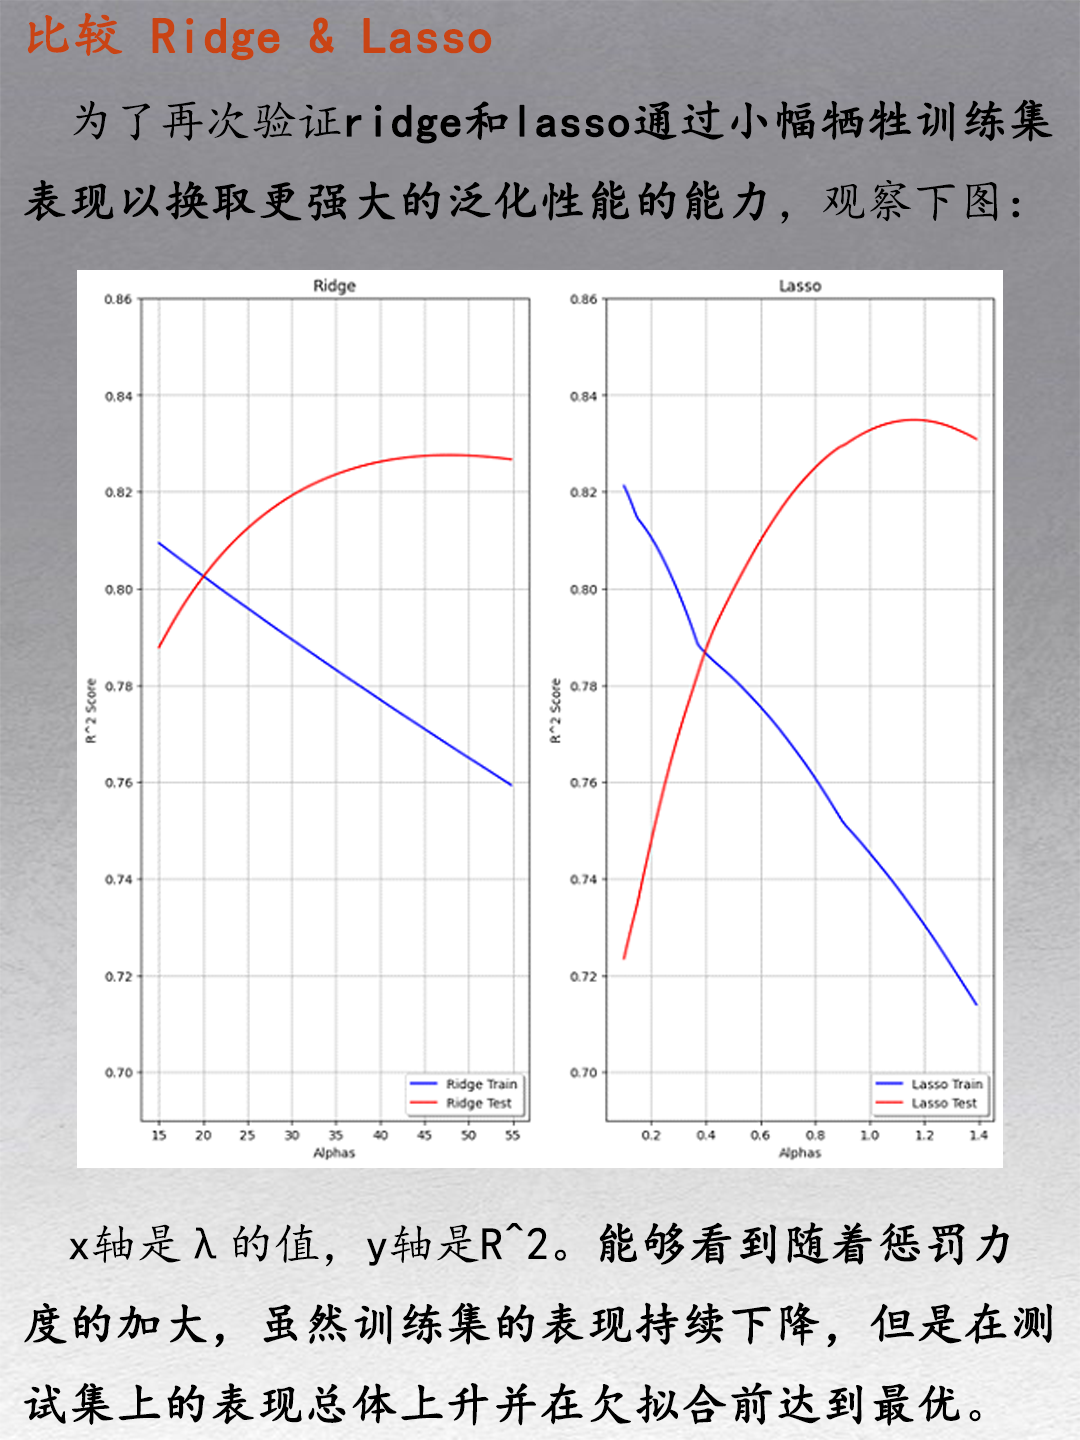 比较 Ridge & Lasso
为了再次验证ridge和lasso通过小幅牺牲训练集
表现以换取更强大的泛化性能的能力，观察下图：
Ridge
0.86
0.84
0.82
0.80
0.78
0.76
0.74
0.72
0.70
R^2 Score
Ridge Train
Ridge Test
15 20 25 30 35 40 45 50 55
Alphas
Lasso
0.86
0.84
0.82
0.80
0.78
0.76
0.74
0.72
0.70
R^2 Score
Lasso Train
Lasso Test
0.2 0.4 0.6 0.8 1.0 1.2 1.4
Alphas
x轴是λ的值，y轴是R^2。能够看到随着惩罚力
度的加大，虽然训练集的表现持续下降，但是在测
试集上的表现总体上升并在欠拟合前达到最优。